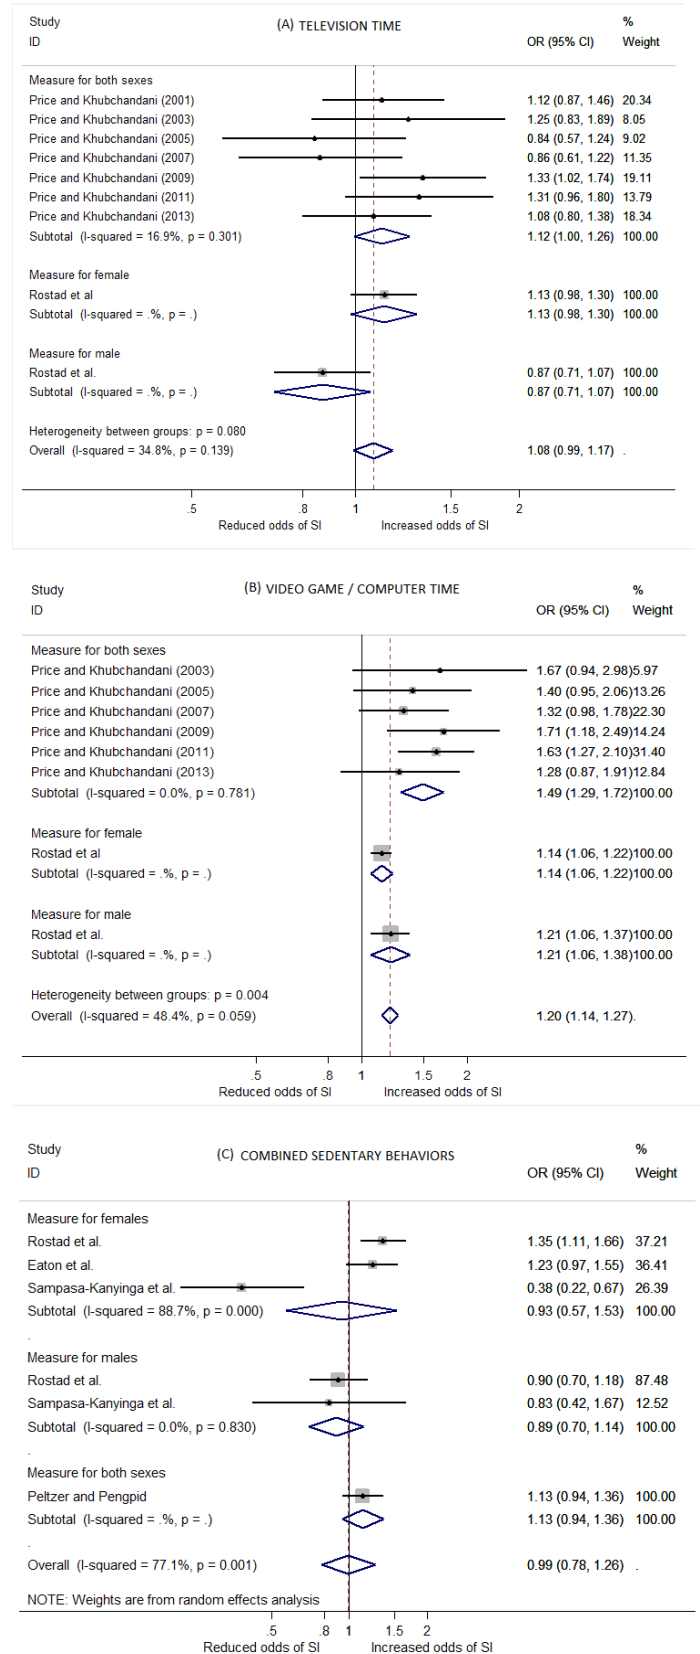 Study (A) TELEVISION TIME %
ID OR (95% CI) Weight
Measure for both sexes
Price and Khubchandani (2001) 1.12 (0.87, 1.46) 20.34
Price and Khubchandani (2003) 1.25 (0.83, 1.89) 8.05
Price and Khubchandani (2005) 0.84 (0.57, 1.24) 9.02
Price and Khubchandani (2007) 0.86 (0.61, 1.22) 11.35
Price and Khubchandani (2009) 1.33 (1.02, 1.74) 19.11
Price and Khubchandani (2011) 1.31 (0.96, 1.80) 13.79
Price and Khubchandani (2013) 1.08 (0.80, 1.38) 18.34
Subtotal (I-squared = 16.9%, p = 0.301) 1.12 (1.00, 1.26) 100.00
Measure for female
Rostad et al 1.13 (0.98, 1.30) 100.00
Subtotal (I-squared = .%, p = .) 1.13 (0.98, 1.30) 100.00
Measure for male
Rostad et al. 0.87 (0.71, 1.07) 100.00
Subtotal (I-squared = .%, p = .) 0.87 (0.71, 1.07) 100.00
Heterogeneity between groups: p = 0.080
Overall (I-squared = 34.8%, p = 0.139) 1.08 (0.99, 1.17) .
.5 .8 1 1.5 2
Reduced odds of SI Increased odds of SI
Study (B) VIDEO GAME / COMPUTER TIME %
ID OR (95% CI) Weight
Measure for both sexes
Price and Khubchandani (2003) 1.67 (0.94, 2.98)5.97
Price and Khubchandani (2005) 1.40 (0.95, 2.06)13.26
Price and Khubchandani (2007) 1.32 (0.98, 1.78)22.30
Price and Khubchandani (2009) 1.71 (1.18, 2.49)14.24
Price and Khubchandani (2011) 1.63 (1.27, 2.10)31.40
Price and Khubchandani (2013) 1.28 (0.87, 1.91)12.84
Subtotal (I-squared = 0.0%, p = 0.781) 1.49 (1.29, 1.72)100.00
Measure for female
Rostad et al 1.14 (1.06, 1.22)100.00
Subtotal (I-squared = .%, p = .) 1.14 (1.06, 1.22)100.00
Measure for male
Rostad et al. 1.21 (1.06, 1.37)100.00
Subtotal (I-squared = .%, p = .) 1.21 (1.06, 1.38)100.00
Heterogeneity between groups: p = 0.004
Overall (I-squared = 48.4%, p = 0.059) 1.20 (1.14, 1.27).
.5 .8 1 1.5 2
Reduced odds of SI Increased odds of SI
Study (C) COMBINED SEDENTARY BEHAVIORS %
ID OR (95% CI) Weight
Measure for females
Rostad et al. 1.35 (1.11, 1.66) 37.21
Eaton et al. 1.23 (0.97, 1.55) 36.41
Sampasa-Kanyinga et al. 0.38 (0.22, 0.67) 26.39
Subtotal (I-squared = 88.7%, p = 0.000) 0.93 (0.57, 1.53) 100.00
.
Measure for males
Rostad et al. 0.90 (0.70, 1.18) 87.48
Sampasa-Kanyinga et al. 0.83 (0.42, 1.67) 12.52
Subtotal (I-squared = 0.0%, p = 0.830) 0.89 (0.70, 1.14) 100.00
.
Measure for both sexes
Peltzer and Pengpid 1.13 (0.94, 1.36) 100.00
Subtotal (I-squared = .%, p = .) 1.13 (0.94, 1.36) 100.00
.
Overall (I-squared = 77.1%, p = 0.001) 0.99 (0.78, 1.26) .
NOTE: Weights are from random effects analysis
.5 .8 1 1.5 2
Reduced odds of SI Increased odds of SI